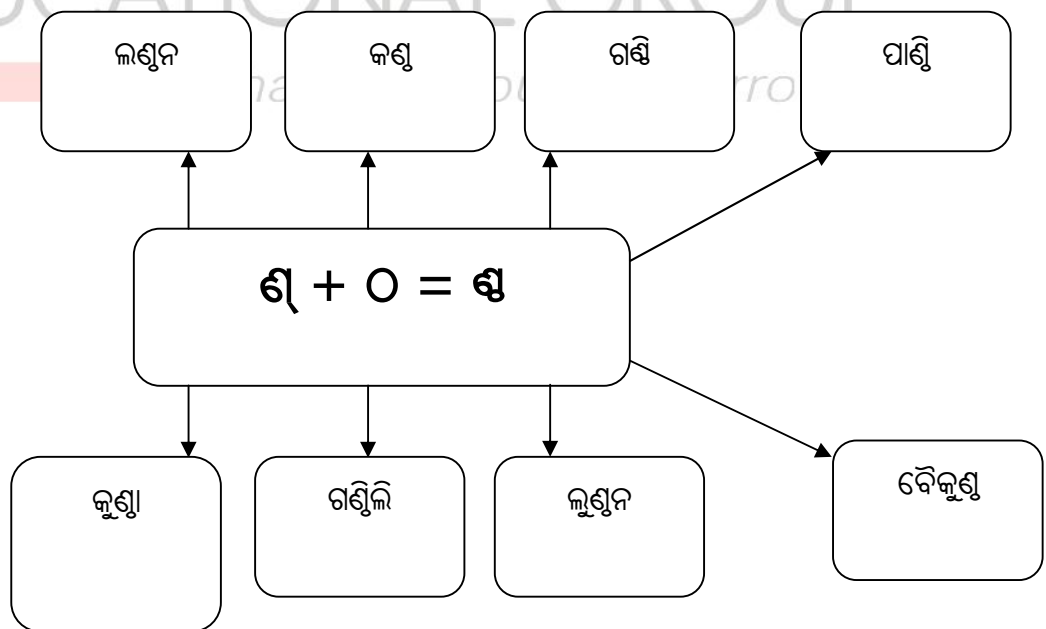 ଲଣ୍ଠନ
କଣ୍ଠ
ଗଣ୍ଠି
ପାଣ୍ଠି
ଣ୍ + ଠ = ଣ୍ଠ
କୁଣ୍ଠା
ଗଣ୍ଠିଲି
ଲୁଣ୍ଠନ
ବୈକୁଣ୍ଠ